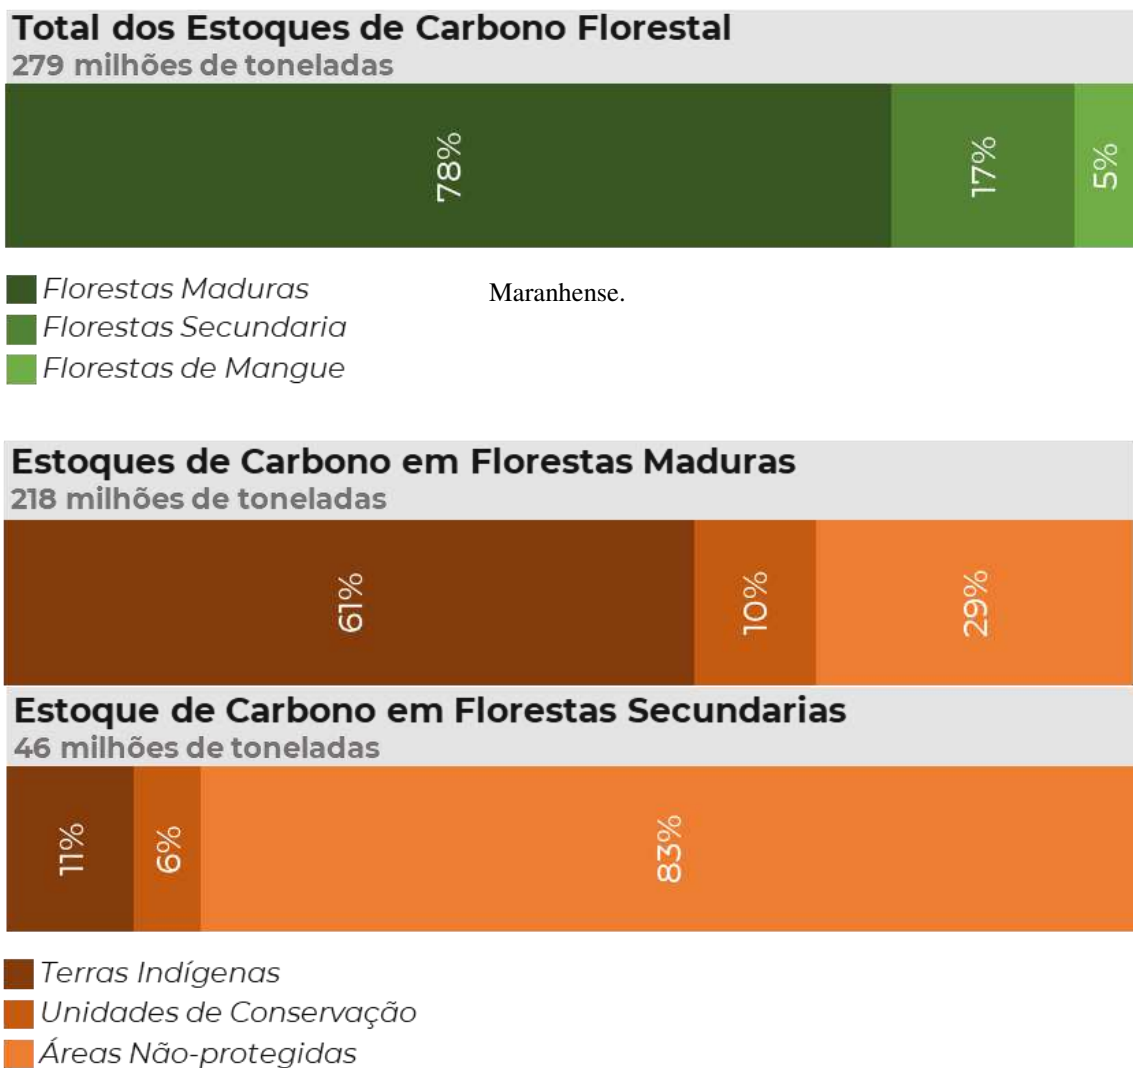 Total dos Estoques de Carbono Florestal
279 milhões de toneladas
78%
17%
5%
Florestas Maduras
Maranhense.
Florestas Secundaria
Florestas de Mangue
Estoques de Carbono em Florestas Maduras
218 milhões de toneladas
61%
10%
29%
Estoque de Carbono em Florestas Secundarias
46 milhões de toneladas
11%
6%
83%
Terras Indígenas
Unidades de Conservação
Áreas Não-protegidas